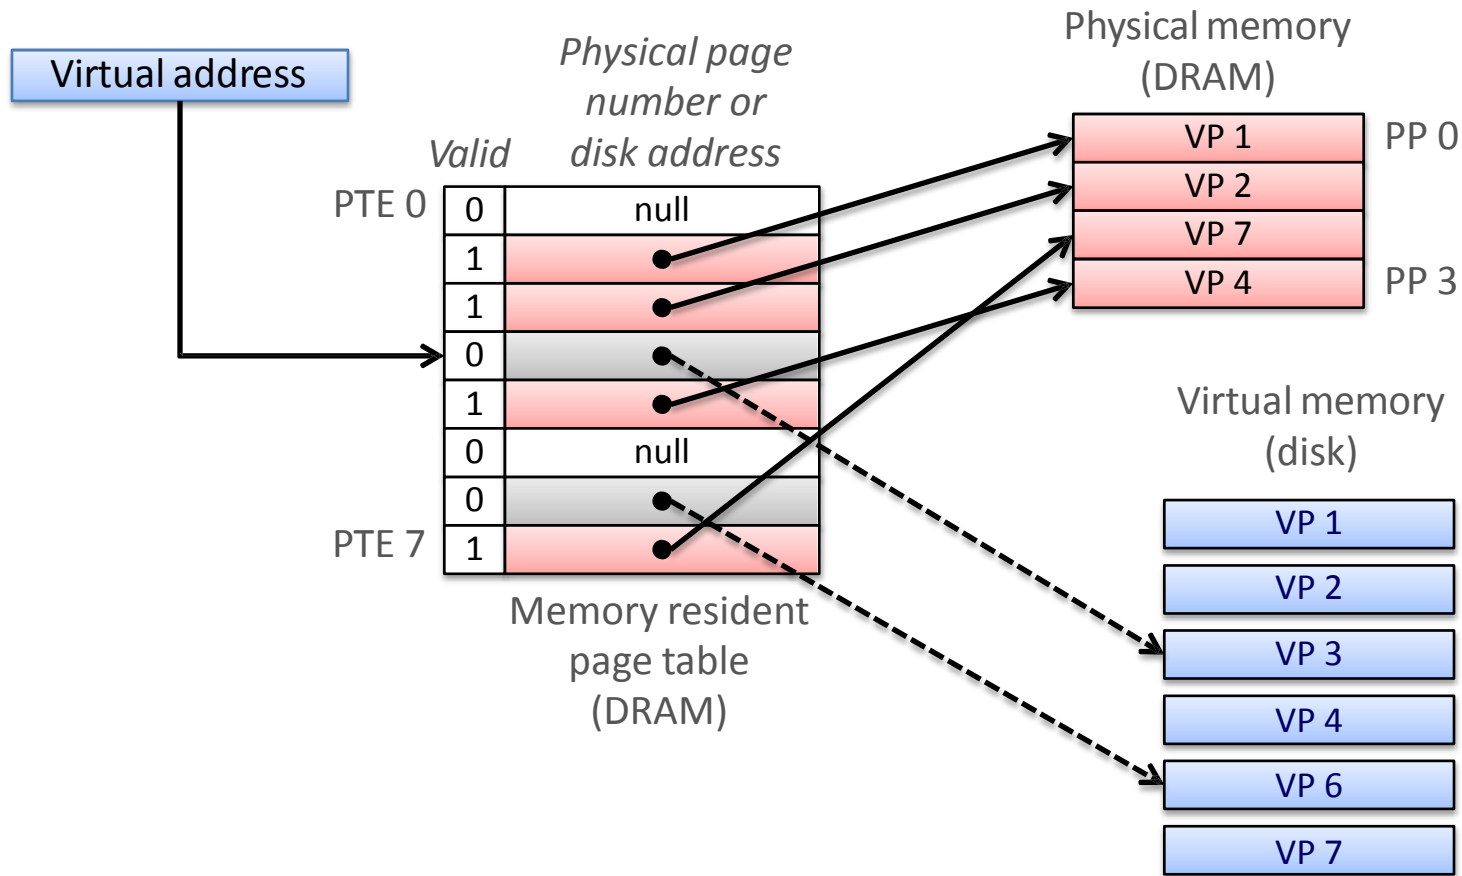 Virtual address
Physical page
number or
disk address
Valid
PTE 0
0
null
1
1
0
1
0
null
0
PTE 7
1
Memory resident
page table
(DRAM)
Physical memory
(DRAM)
VP 1
PP 0
VP 2
VP 7
VP 4
PP 3
Virtual memory
(disk)
VP 1
VP 2
VP 3
VP 4
VP 6
VP 7